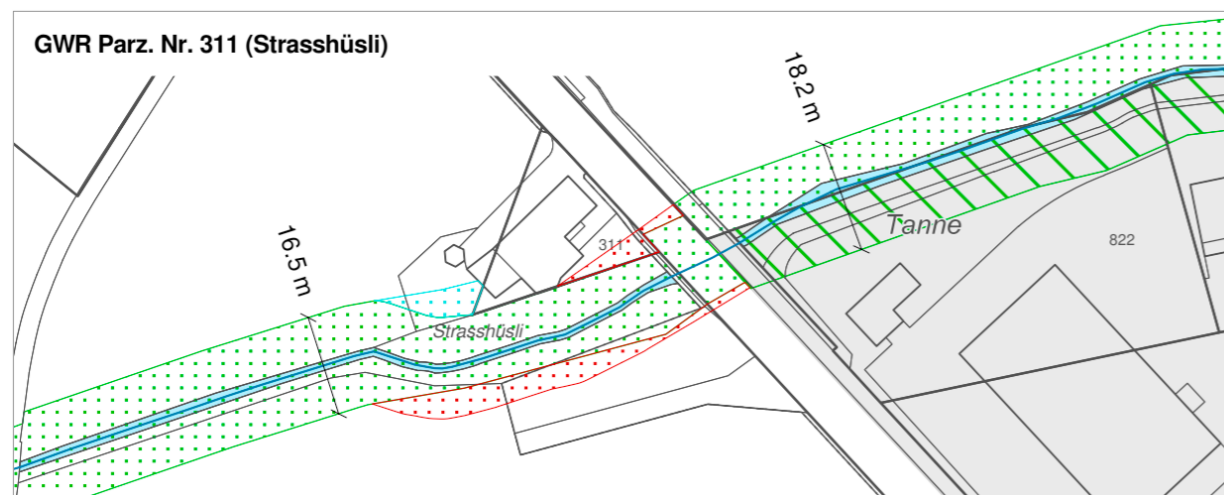 GWR Parz. Nr. 311 (Strasshüsli)
18.2 m
Tanne
822
311
16.5 m
Strasshüsli